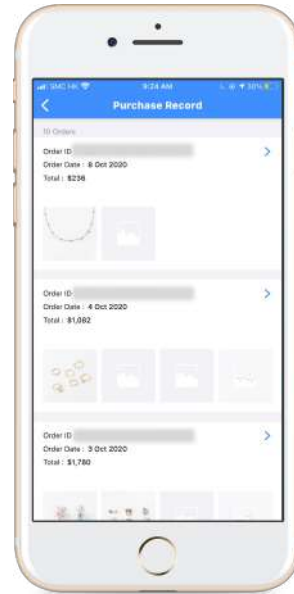 SMC HK 9:24 AM 30%
Purchase Record
10 Orders
Order ID
Order Date : 8 Oct 2020
Total : $236
Order ID
Order Date : 4 Oct 2020
Total : $1,092
Order ID
Order Date : 3 Oct 2020
Total : $1,780